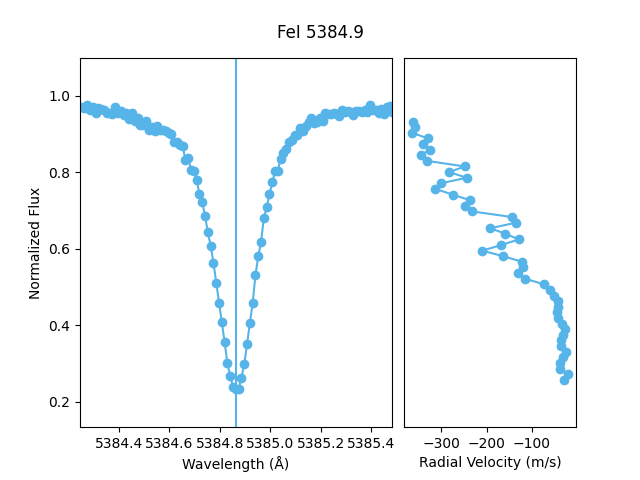 FeI 5384.9
Normalized Flux
1.0
0.8
0.6
0.4
0.2
5384.4 5384.6 5384.8 5385.0 5385.2 5385.4
Wavelength (Å)
−300 −200 −100
Radial Velocity (m/s)